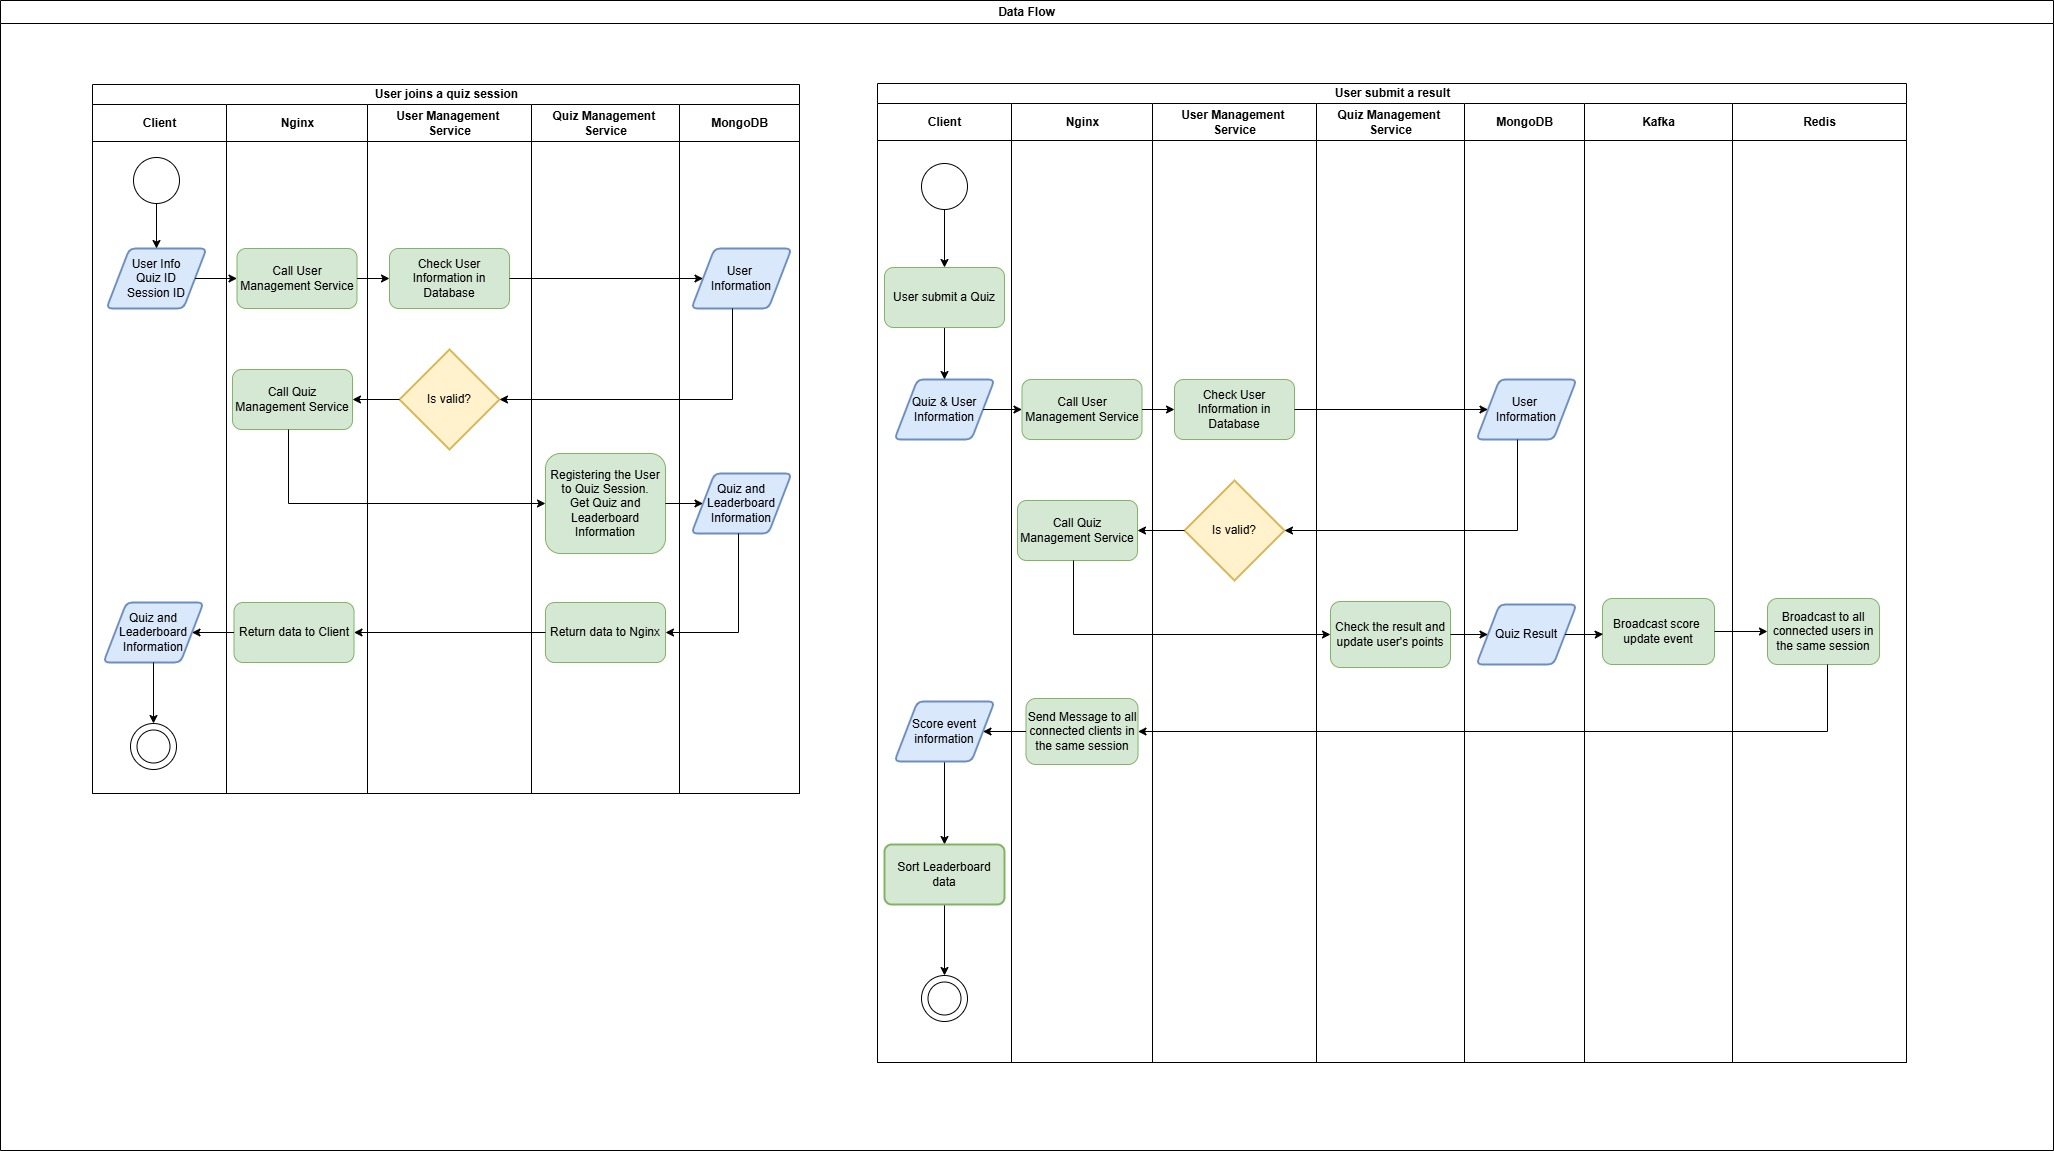 Data Flow
User joins a quiz session
Client
Nginx
User Management
Service
Quiz Management
Service
MongoDB
User Info
Quiz ID
Session ID
Call User
Management Service
Check User
Information in
Database
User
Information
Call Quiz
Management Service
Is valid?
Registering the User
to Quiz Session.
Get Quiz and
Leaderboard
Information
Quiz and
Leaderboard
Information
Quiz and
Leaderboard
Information
Return data to Client
Return data to Nginx
User submit a result
Client
Nginx
User Management
Service
Quiz Management
Service
MongoDB
Kafka
Redis
User submit a Quiz
Quiz & User
Information
Call User
Management Service
Check User
Information in
Database
User
Information
Call Quiz
Management Service
Is valid?
Check the result and
update user's points
Quiz Result
Broadcast score
update event
Broadcast to all
connected users in
the same session
Score event
information
Send Message to all
connected clients in
the same session
Sort Leaderboard
data